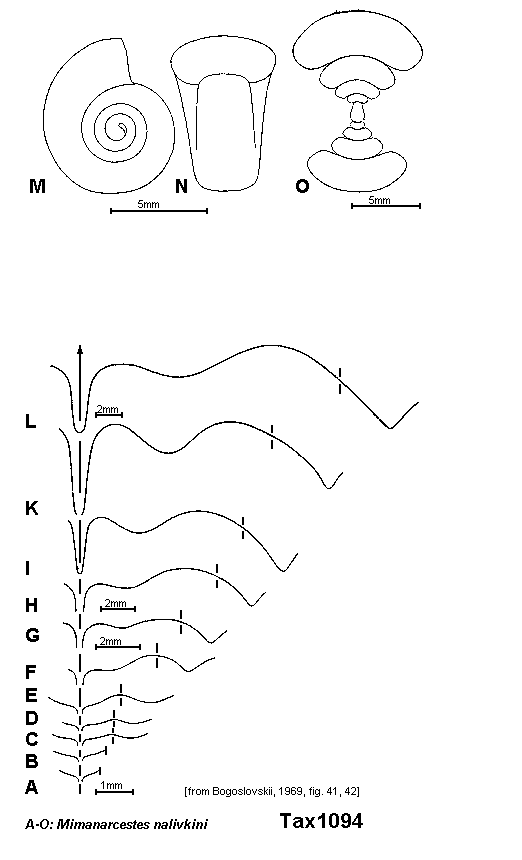 M
N
O
5mm
5mm
L
2mm
K
I
H
2mm
G
2mm
F
E
D
C
B
A
1mm
[from Bogoslovskii, 1969, fig. 41, 42]
A-O: Mimanarcestes nalivkini
Tax1094